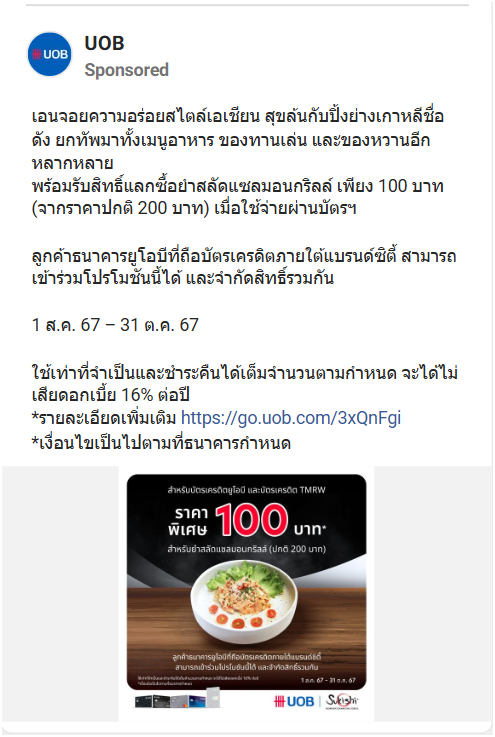 UOB
UOB
Sponsored
เอนจอยความอร่อยสไตล์เอเชียน สุขล้นกับปิ้งย่างเกาหลีชื่อ
ดัง ยกทัพมาทั้งเมนูอาหาร ของทานเล่น และของหวานอีก
หลากหลาย
พร้อมรับสิทธิ์แลกซื้อยำสลัดแซลมอนกริลล์ เพียง 100 บาท
(จากราคาปกติ 200 บาท) เมื่อใช้จ่ายผ่านบัตรฯ
ลูกค้าธนาคารยูโอบีที่ถือบัตรเครดิตภายใต้แบรนด์ซิตี้ สามารถ
เข้าร่วมโปรโมชันนี้ได้ และจำกัดสิทธิ์รวมกัน
1 ส.ค. 67 – 31 ต.ค. 67
ใช้เท่าที่จำเป็นและชำระคืนได้เต็มจำนวนตามกำหนด จะได้ไม่
เสียดอกเบี้ย 16% ต่อปี
*รายละเอียดเพิ่มเติม https://go.uob.com/3xQnFgi
*เงื่อนไขเป็นไปตามที่ธนาคารกำหนด
สำหรับบัตรเครดิตยูโอบี และบัตรเครดิต TMRW
ราคา
พิเศษ 100 บาท*
สำหรับยำสลัดแซลมอนกริลล์ (ปกติ 200 บาท)
ลูกค้าธนาคารยูโอบีที่ถือบัตรเครดิตภายใต้แบรนด์ซิตี้
สามารถเข้าร่วมโปรโมชันนี้ได้ และจำกัดสิทธิ์รวมกัน
1 ส.ค. 67 - 31 ต.ค. 67
UOB
Sukishi